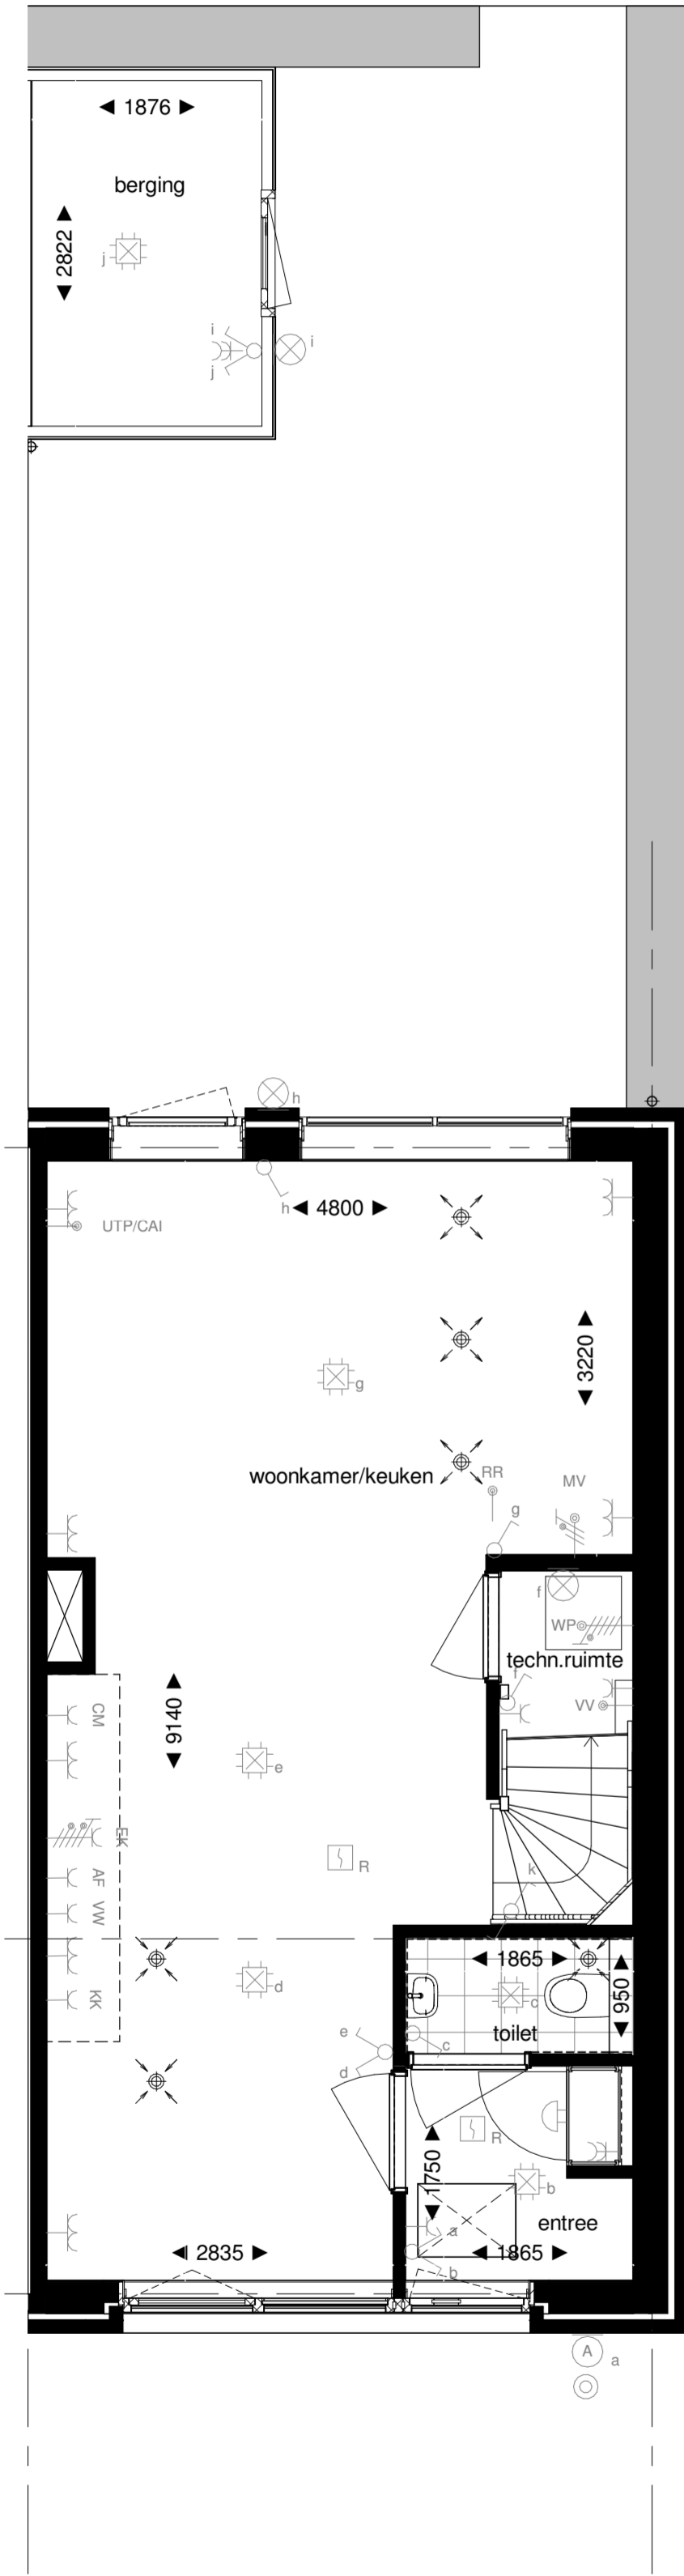 1876
berging
2822
j
i
j
i
h
h
4800
UTP/CAI
3220
g
woonkamer/keuken
RR
MV
g
f
WP
techn.ruimte
f
VV
CM
9140
e
EK
R
k
AF
VW
KK
d
1865
950
c
toilet
e
c
d
R
1750
b
entree
a
2835
1865
b
A
a